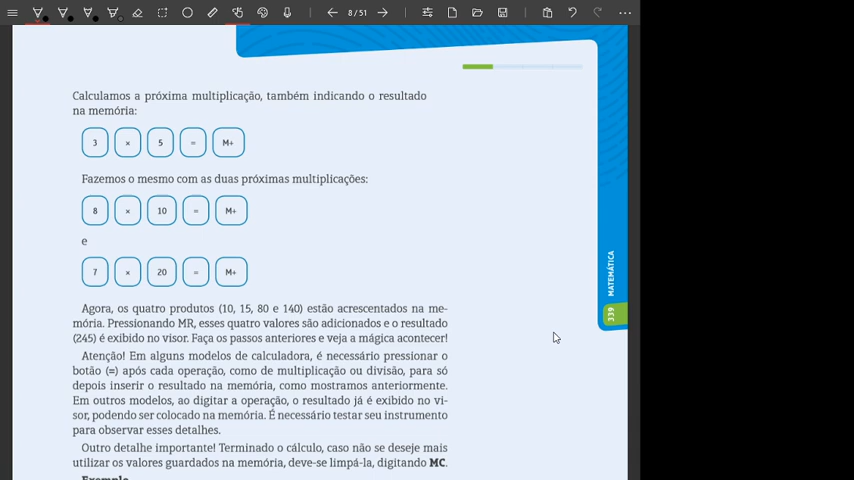 8 / 51
Calculamos a próxima multiplicação, também indicando o resultado
na memória:
3 × 5 = M+
Fazemos o mesmo com as duas próximas multiplicações:
8 × 10 = M+
e
7 × 20 = M+
Agora, os quatro produtos (10, 15, 80 e 140) estão acrescentados na me-
mória. Pressionando MR, esses quatro valores são adicionados e o resultado
(245) é exibido no visor. Faça os passos anteriores e veja a mágica acontecer!
Atenção! Em alguns modelos de calculadora, é necessário pressionar o
botão (=) após cada operação, como de multiplicação ou divisão, para só
depois inserir o resultado na memória, como mostramos anteriormente.
Em outros modelos, ao digitar a operação, o resultado já é exibido no vi-
sor, podendo ser colocado na memória. É necessário testar seu instrumento
para observar esses detalhes.
Outro detalhe importante! Terminado o cálculo, caso não se deseje mais
utilizar os valores guardados na memória, deve-se limpá-la, digitando MC.
Exemplo
MATEMÁTICA
339